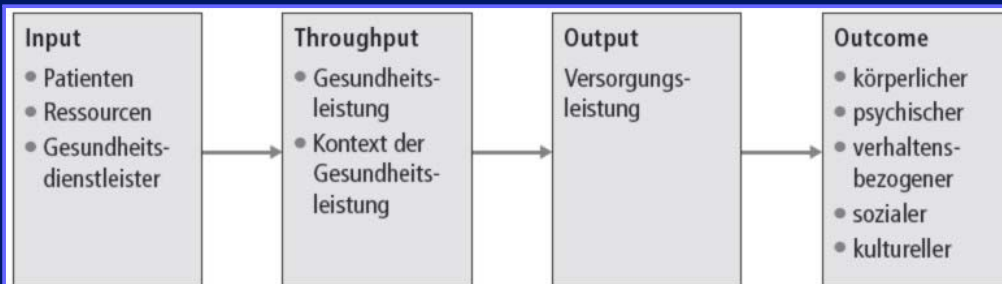 Input
• Patienten
• Ressourcen
• Gesundheits-
dienstleister
Throughput
• Gesundheits-
leistung
• Kontext der
Gesundheits-
leistung
Output
Versorgungs-
leistung
Outcome
• körperlicher
• psychischer
• verhaltens-
bezogener
• sozialer
• kultureller